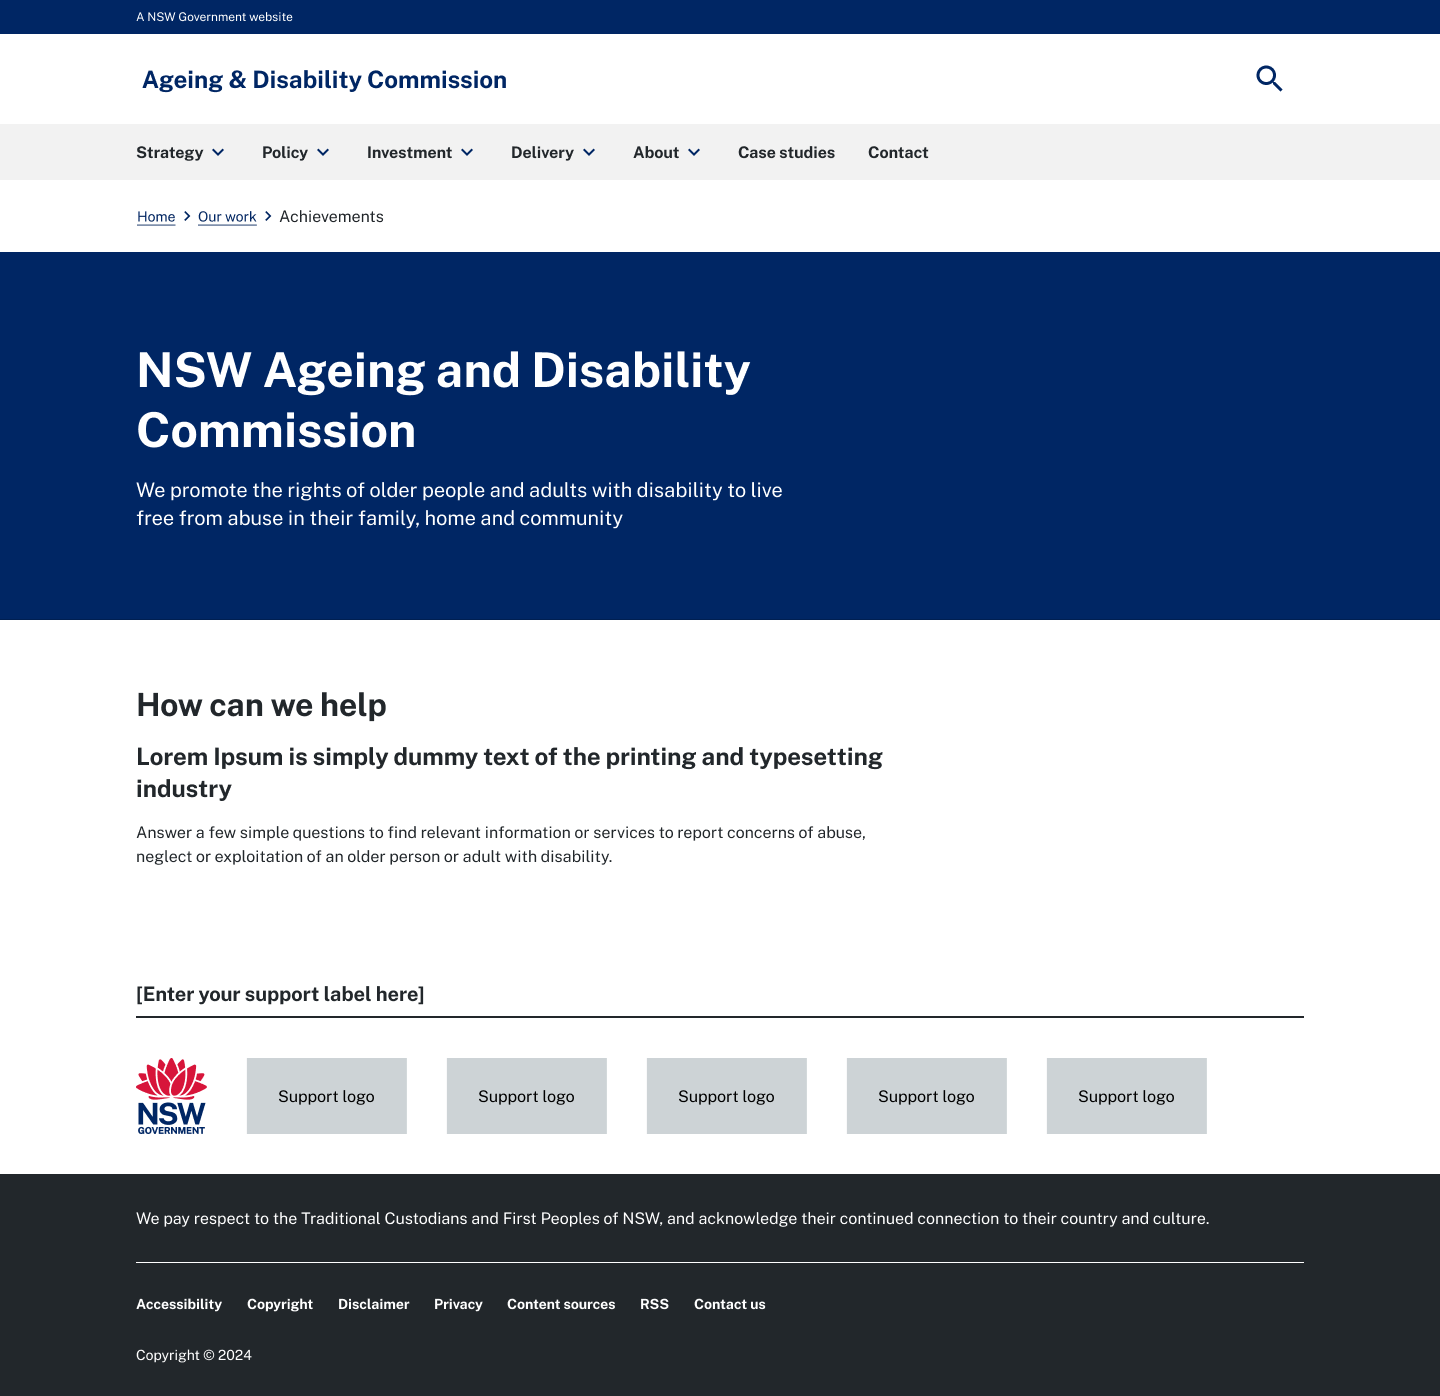 A NSW Government website
Ageing & Disability Commission
Strategy Policy Investment Delivery About Case studies Contact
Home Our work Achievements
NSW Ageing and Disability
Commission
We promote the rights of older people and adults with disability to live
free from abuse in their family, home and community
How can we help
Lorem Ipsum is simply dummy text of the printing and typesetting
industry
Answer a few simple questions to find relevant information or services to report concerns of abuse,
neglect or exploitation of an older person or adult with disability.
[Enter your support label here]
NSW
GOVERNMENT
Support logo Support logo Support logo Support logo Support logo
We pay respect to the Traditional Custodians and First Peoples of NSW, and acknowledge their continued connection to their country and culture.
Accessibility Copyright Disclaimer Privacy Content sources RSS Contact us
Copyright © 2024